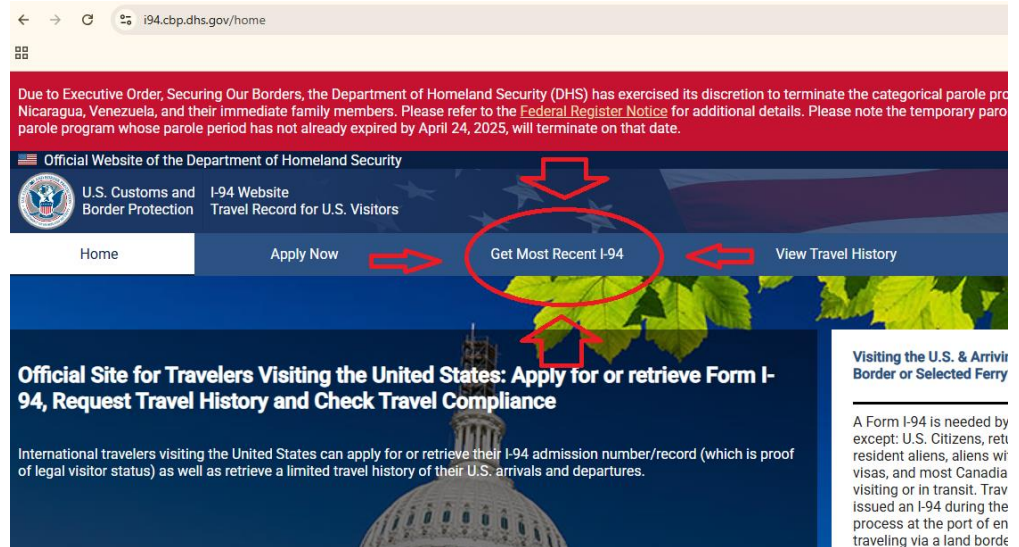 i94.cbp.dhs.gov/home
Due to Executive Order, Securing Our Borders, the Department of Homeland Security (DHS) has exercised its discretion to terminate the categorical parole
Nicaragua, Venezuela, and their immediate family members. Please refer to the Federal Register Notice for additional details. Please note the temporary
parole program whose parole period has not already expired by April 24, 2025, will terminate on that date.
Official Website of the Department of Homeland Security
U.S. Customs and
Border Protection
I-94 Website
Travel Record for U.S. Visitors
Home
Apply Now
Get Most Recent I-94
View Travel History
Official Site for Travelers Visiting the United States: Apply for or retrieve Form I-
94, Request Travel History and Check Travel Compliance
International travelers visiting the United States can apply for or retrieve their I-94 admission number/record (which is proof
of legal visitor status) as well as retrieve a limited travel history of their U.S. arrivals and departures.
Visiting the U.S. &
Border or Selected Ferry
A Form I-94 is needed by
except: U.S. Citizens,
resident aliens, aliens
visas, and most
visiting or in transit.
issued an I-94 during the
process at the port of
traveling via a land